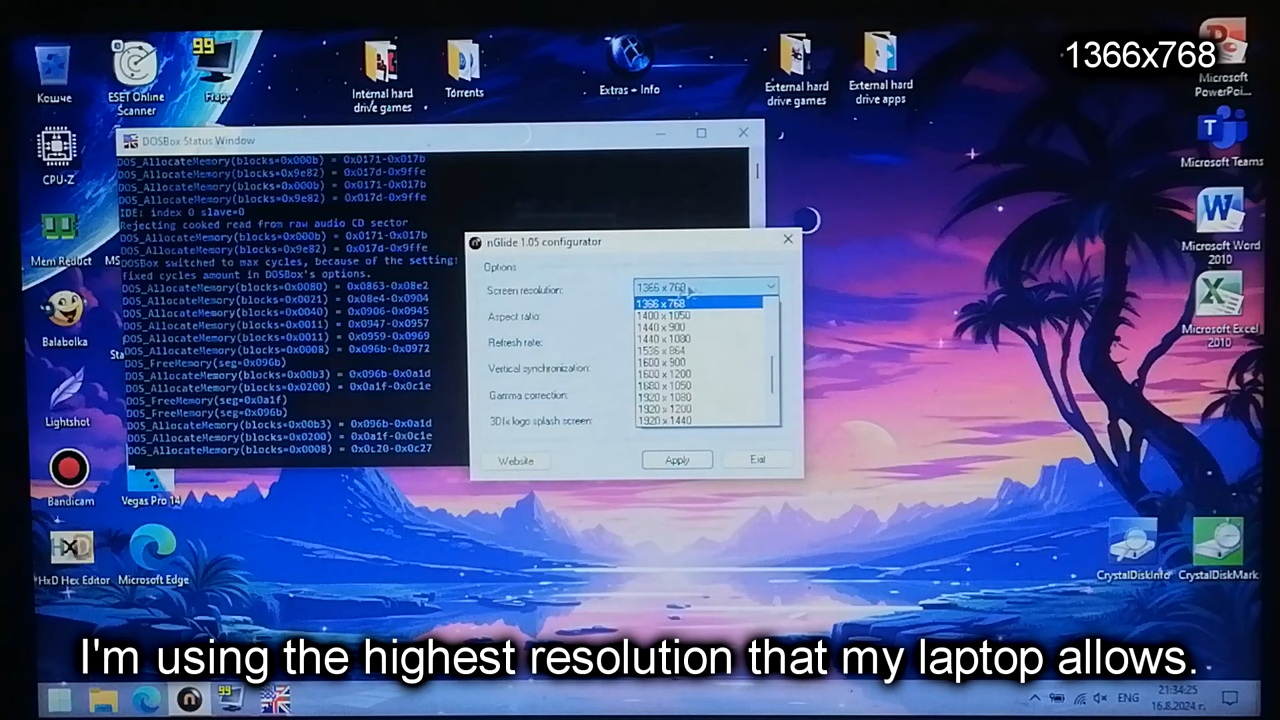 1366x768
Кошче
ESET Online
Scanner
99
Fraps
Internal hard
drive games
Torrents
Extras + Info
External hard
drive games
External hard
drive apps
Microsoft
PowerPoi...
CPU-Z
Mem Reduct
Balabolka
Lightshot
Bandicam
Vegas Pro 14
HxD
HxD Hex Editor
Microsoft Edge
Microsoft Teams
Microsoft Word
2010
Microsoft Excel
2010
CrystalDiskInfo
CrystalDiskMark
DOSBox Status Window
DOS_AllocateMemory(blocks=0x000b) = 0x0171-0x017b
DOS_AllocateMemory(blocks=0x9e82) = 0x017d-0x9ffe
DOS_AllocateMemory(blocks=0x000b) = 0x0171-0x017b
DOS_AllocateMemory(blocks=0x9e82) = 0x017d-0x9ffe
IDE: index 0 slave=0
Rejecting cooked read from raw audio CD sector
DOS_AllocateMemory(blocks=0x000b) = 0x0171-0x017b
DOS_AllocateMemory(blocks=0x9e82) = 0x017d-0x9ffe
DOSBox switched to max cycles, because of the setting:
fixed cycles amount in DOSBox's options.
DOS_AllocateMemory(blocks=0x0080) = 0x0863-0x08e2
DOS_AllocateMemory(blocks=0x0021) = 0x08e4-0x0904
DOS_AllocateMemory(blocks=0x0040) = 0x0906-0x0945
DOS_AllocateMemory(blocks=0x0011) = 0x0947-0x0957
DOS_AllocateMemory(blocks=0x0011) = 0x0959-0x0969
DOS_AllocateMemory(blocks=0x0008) = 0x096b-0x0972
DOS_FreeMemory(seg=0x096b)
DOS_AllocateMemory(blocks=0x00b3) = 0x096b-0x0a1d
DOS_AllocateMemory(blocks=0x0200) = 0x0a1f-0x0c1e
DOS_FreeMemory(seg=0x0a1f)
DOS_FreeMemory(seg=0x096b)
DOS_AllocateMemory(blocks=0x00b3) = 0x096b-0x0a1d
DOS_AllocateMemory(blocks=0x0200) = 0x0a1f-0x0c1e
DOS_AllocateMemory(blocks=0x0008) = 0x0c20-0x0c27
nGlide 1.05 configurator
Options
Screen resolution:
1366 x 768
1366 x 768
1400 x 1050
1440 x 900
1440 x 1080
1536 x 864
1600 x 900
1600 x 1200
1680 x 1050
1920 x 1080
1920 x 1200
1920 x 1440
Aspect ratio:
Refresh rate:
Vertical synchronization:
Gamma correction:
3Dfx logo splash screen:
Website
Apply
Exit
I'm using the highest resolution that my laptop allows.
99
ENG
21:34:25
16.8.2024 г.